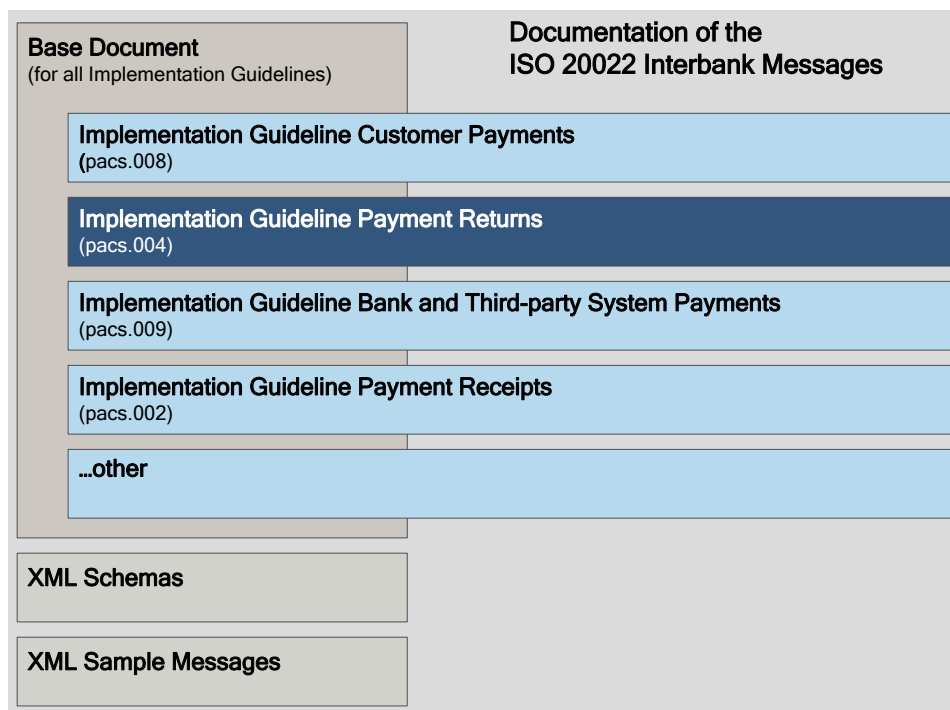 Base Document
(for all Implementation Guidelines)
Documentation of the
ISO 20022 Interbank Messages
Implementation Guideline Customer Payments
(pacs.008)
Implementation Guideline Payment Returns
(pacs.004)
Implementation Guideline Bank and Third-party System Payments
(pacs.009)
Implementation Guideline Payment Receipts
(pacs.002)
...other
XML Schemas
XML Sample Messages